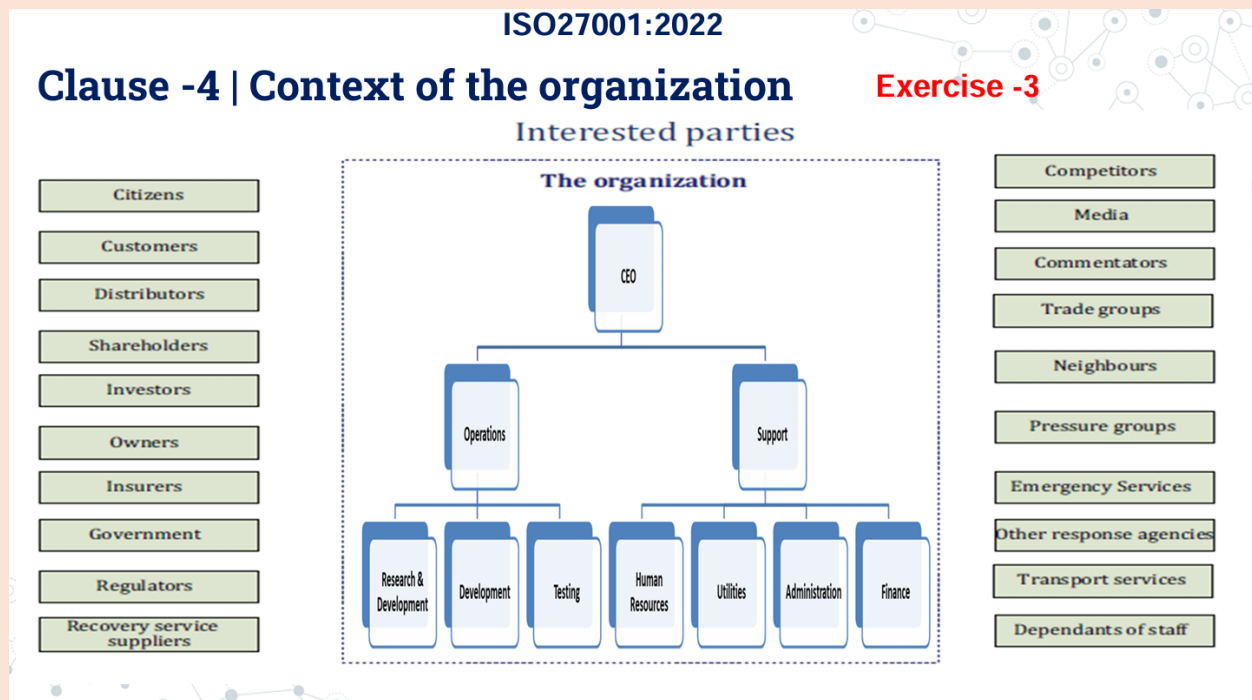 ISO27001:2022
Clause -4 | Context of the organization
Exercise -3
Interested parties
Citizens
Customers
Distributors
Shareholders
Investors
Owners
Insurers
Government
Regulators
Recovery service
suppliers
The organization
CEO
Operations
Support
Research &
Development
Development
Testing
Human
Resources
Utilities
Administration
Finance
Competitors
Media
Commentators
Trade groups
Neighbours
Pressure groups
Emergency Services
Other response agencies
Transport services
Dependants of staff